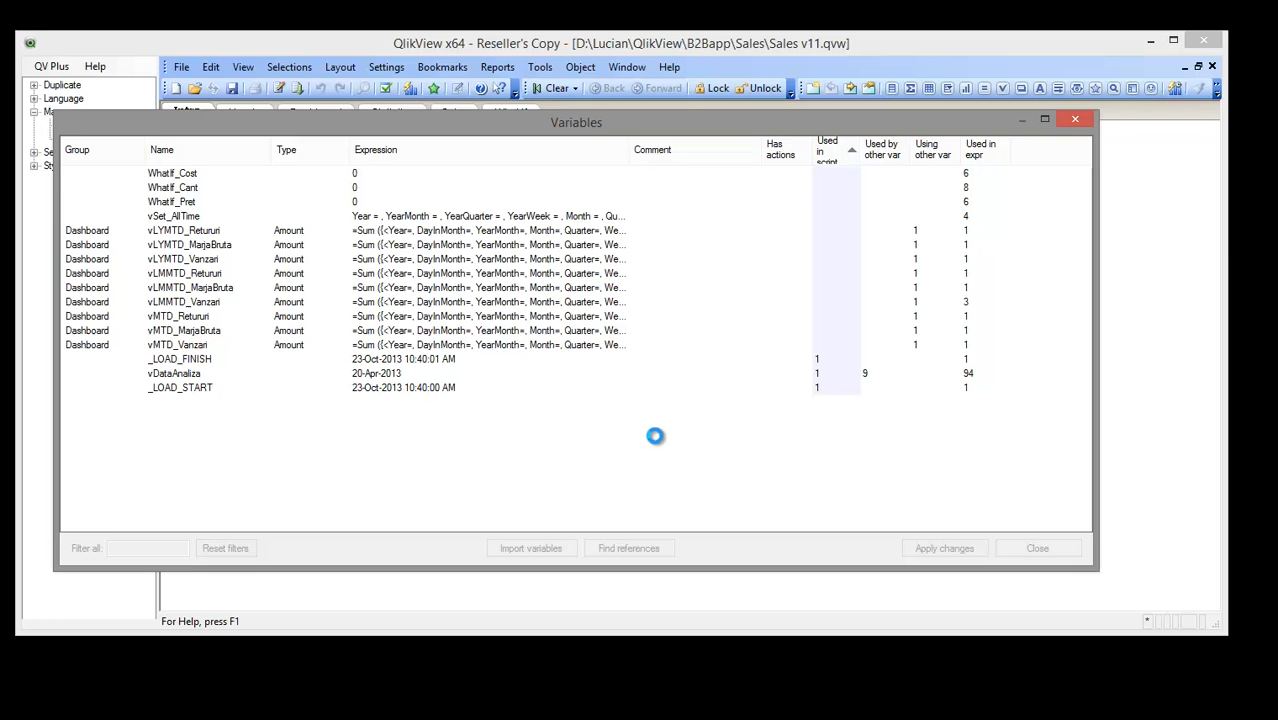 QlikView x64 - Reseller's Copy - [D:\Lucian\QlikView\B2Bapp\Sales\Sales v11.qvw]
QV Plus Help
File Edit View Selections Layout Settings Bookmarks Reports Tools Object Window Help
Duplicate
Language
Clear Back Forward Lock Unlock
Variables
Group Name Type Expression Comment Has actions Used in script Used by other var Using other var Used in expr
WhatIf_Cost 0 6
WhatIf_Cant 0 8
WhatIf_Pret 0 6
vSet_AllTime Year = , YearMonth = , YearQuarter = , YearWeek = , Month = , Qu... 4
Dashboard vLYMTD_Retururi Amount =Sum ({<Year=, DayInMonth=, YearMonth=, Month=, Quarter=, We... 1 1
Dashboard vLYMTD_MarjaBruta Amount =Sum ({<Year=, DayInMonth=, YearMonth=, Month=, Quarter=, We... 1 1
Dashboard vLYMTD_Vanzari Amount =Sum ({<Year=, DayInMonth=, YearMonth=, Month=, Quarter=, We... 1 1
Dashboard vLMMTD_Retururi Amount =Sum ({<Year=, DayInMonth=, YearMonth=, Month=, Quarter=, We... 1 1
Dashboard vLMMTD_MarjaBruta Amount =Sum ({<Year=, DayInMonth=, YearMonth=, Month=, Quarter=, We... 1 1
Dashboard vLMMTD_Vanzari Amount =Sum ({<Year=, DayInMonth=, YearMonth=, Month=, Quarter=, We... 1 3
Dashboard vMTD_Retururi Amount =Sum ({<Year=, DayInMonth=, YearMonth=, Month=, Quarter=, We... 1 1
Dashboard vMTD_MarjaBruta Amount =Sum ({<Year=, DayInMonth=, YearMonth=, Month=, Quarter=, We... 1 1
Dashboard vMTD_Vanzari Amount =Sum ({<Year=, DayInMonth=, YearMonth=, Month=, Quarter=, We... 1 1
_LOAD_FINISH 23-Oct-2013 10:40:01 AM 1 1
vDataAnaliza 20-Apr-2013 1 9 94
_LOAD_START 23-Oct-2013 10:40:00 AM 1 1
Filter all: Reset filters Import variables Find references Apply changes Close
For Help, press F1